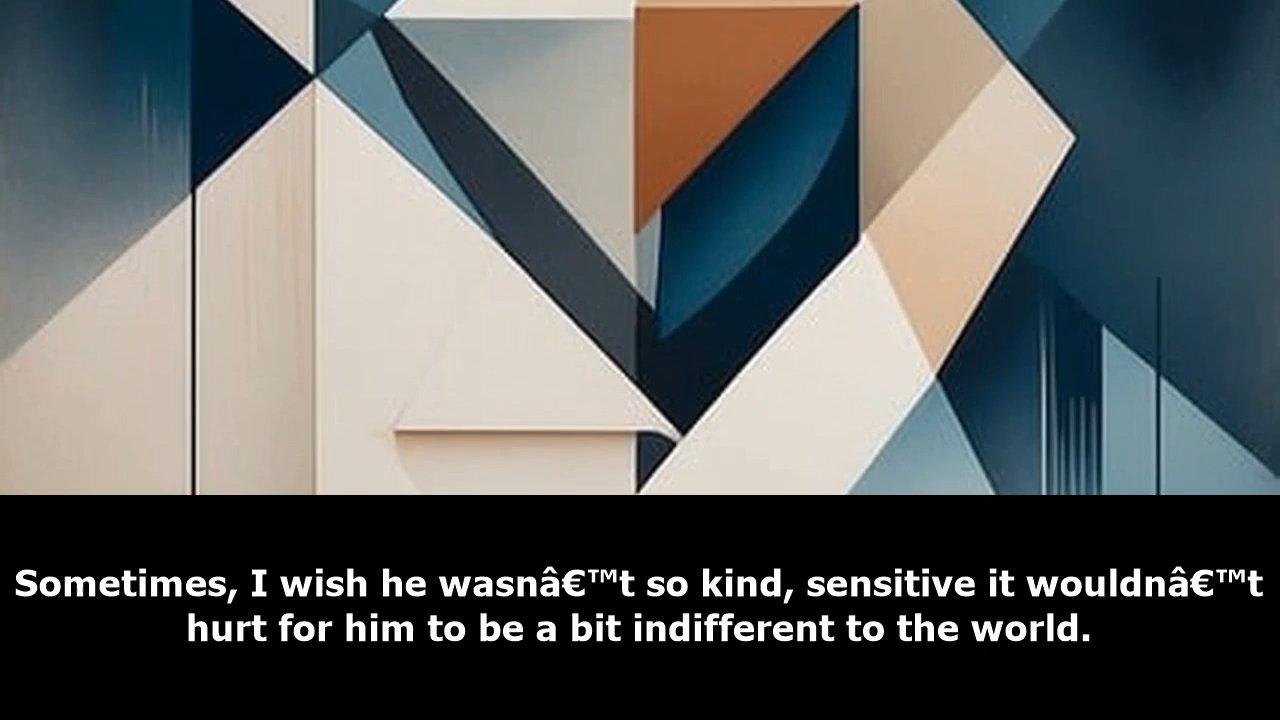 Sometimes, I wish he wasnâ€™t so kind, sensitive it wouldnâ€™t
hurt for him to be a bit indifferent to the world.